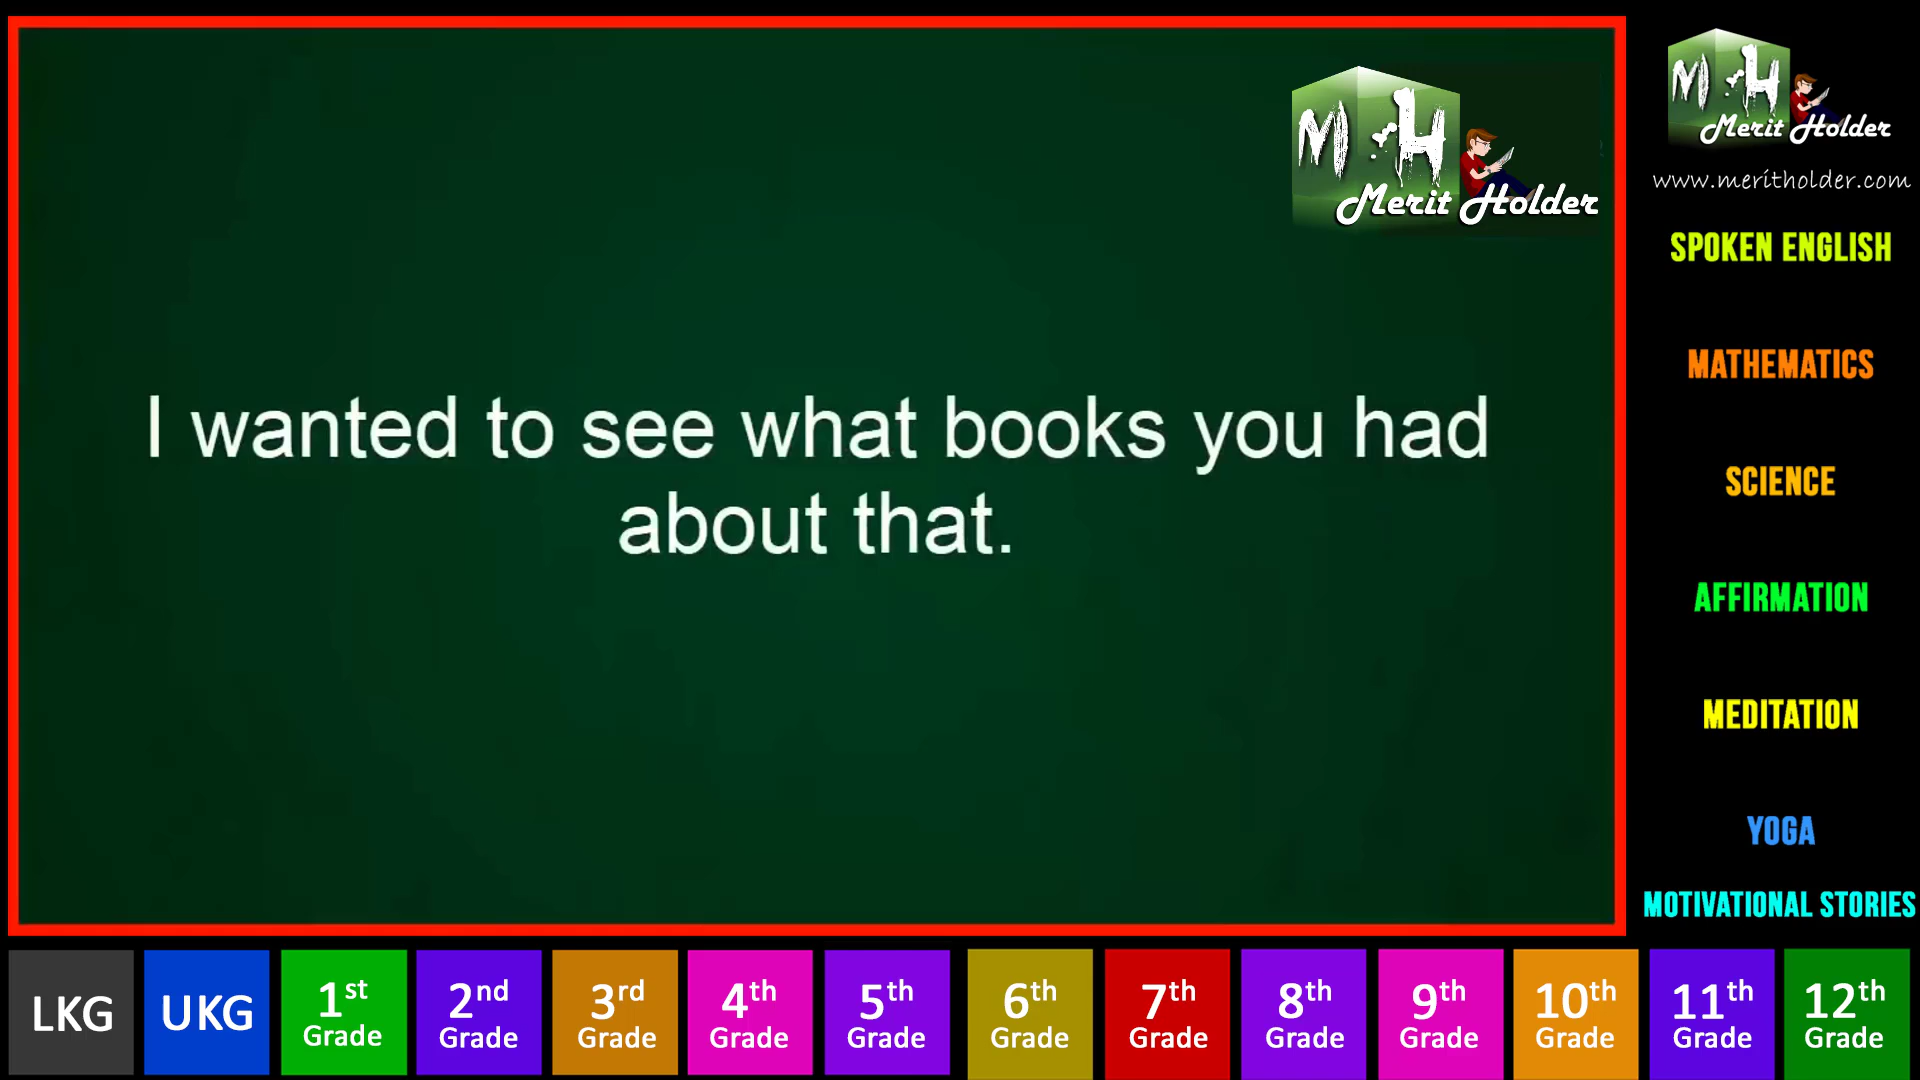 M H
Merit Holder
I wanted to see what books you had
about that.
M H
Merit Holder
www.meritholder.com
SPOKEN ENGLISH
MATHEMATICS
SCIENCE
AFFIRMATION
MEDITATION
YOGA
MOTIVATIONAL STORIES
LKG
UKG
1st
Grade
2nd
Grade
3rd
Grade
4th
Grade
5th
Grade
6th
Grade
7th
Grade
8th
Grade
9th
Grade
10th
Grade
11th
Grade
12th
Grade